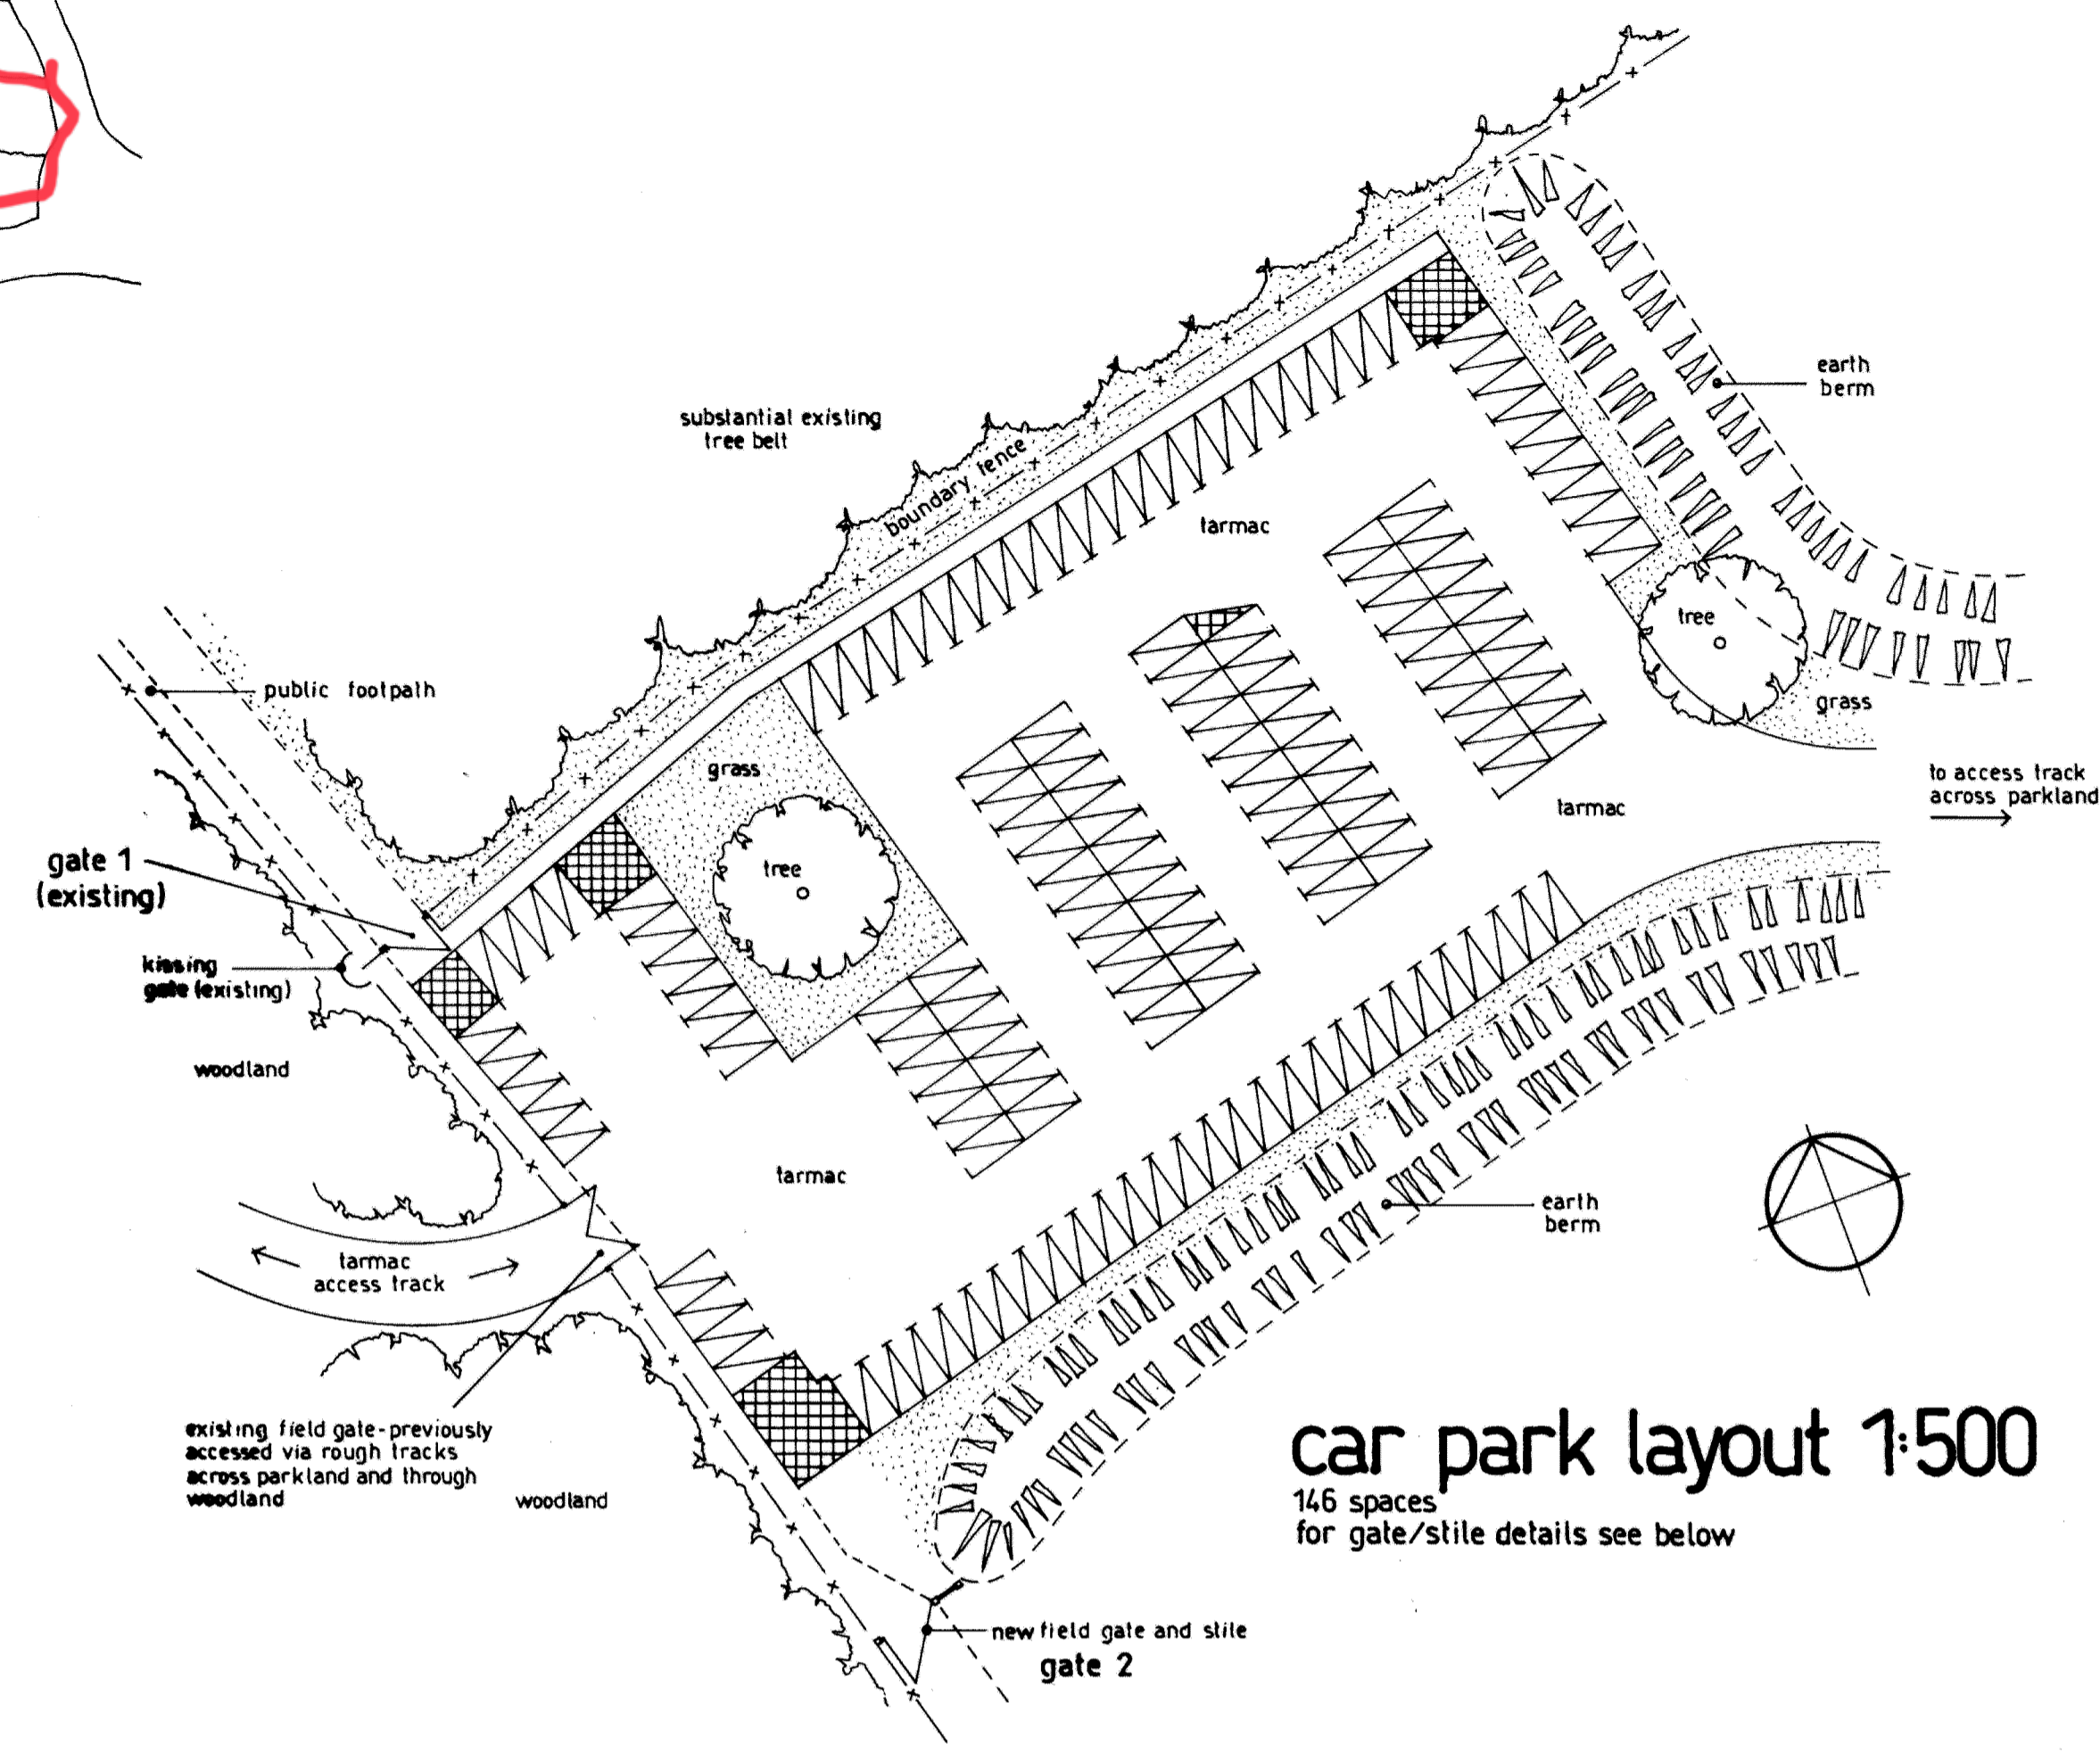 earth
berm
substantial existing
tree belt
boundary fence
tarmac
tree
public footpath
grass
grass
to access track
across parkland
tarmac
gate 1
(existing)
tree
kissing
gate (existing)
woodland
tarmac
earth
berm
tarmac
access track
existing field gate-previously
accessed via rough tracks
across parkland and through
woodland
woodland
car park layout 1:500
146 spaces
for gate/stile details see below
new field gate and stile
gate 2